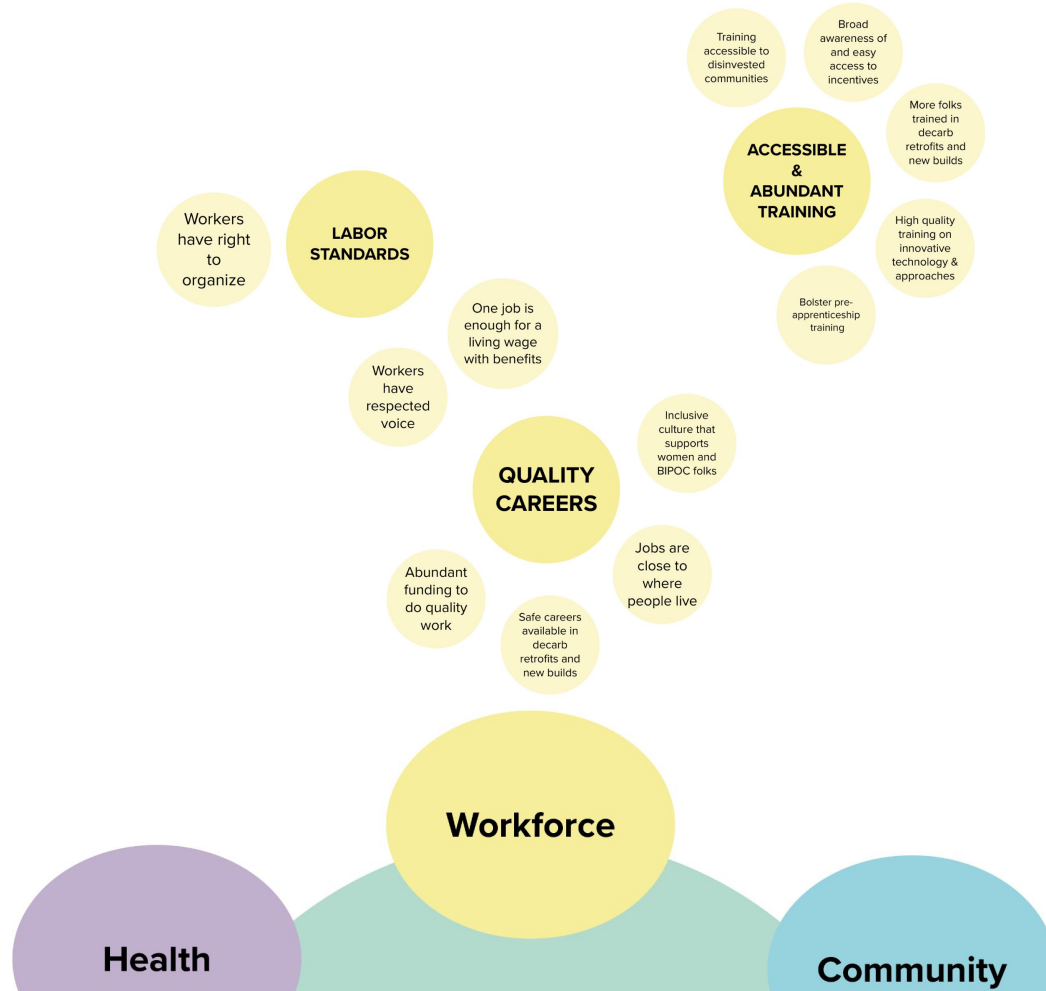 Training
accessible to
disinvested
communities
Broad
awareness of
and easy
access to
incentives
More folks
trained in
decarb
retrofits and
new builds
ACCESSIBLE
&
ABUNDANT
TRAINING
High quality
training on
innovative
technology &
approaches
Bolster pre-
apprenticeship
training
Workers
have right
to
organize
LABOR
STANDARDS
One job is
enough for a
living wage
with benefits
Workers
have
respected
voice
QUALITY
CAREERS
Inclusive
culture that
supports
women and
BIPOC folks
Jobs are
close to
where
people live
Abundant
funding to
do quality
work
Safe careers
available in
decarb
retrofits and
new builds
Workforce
Health
Community